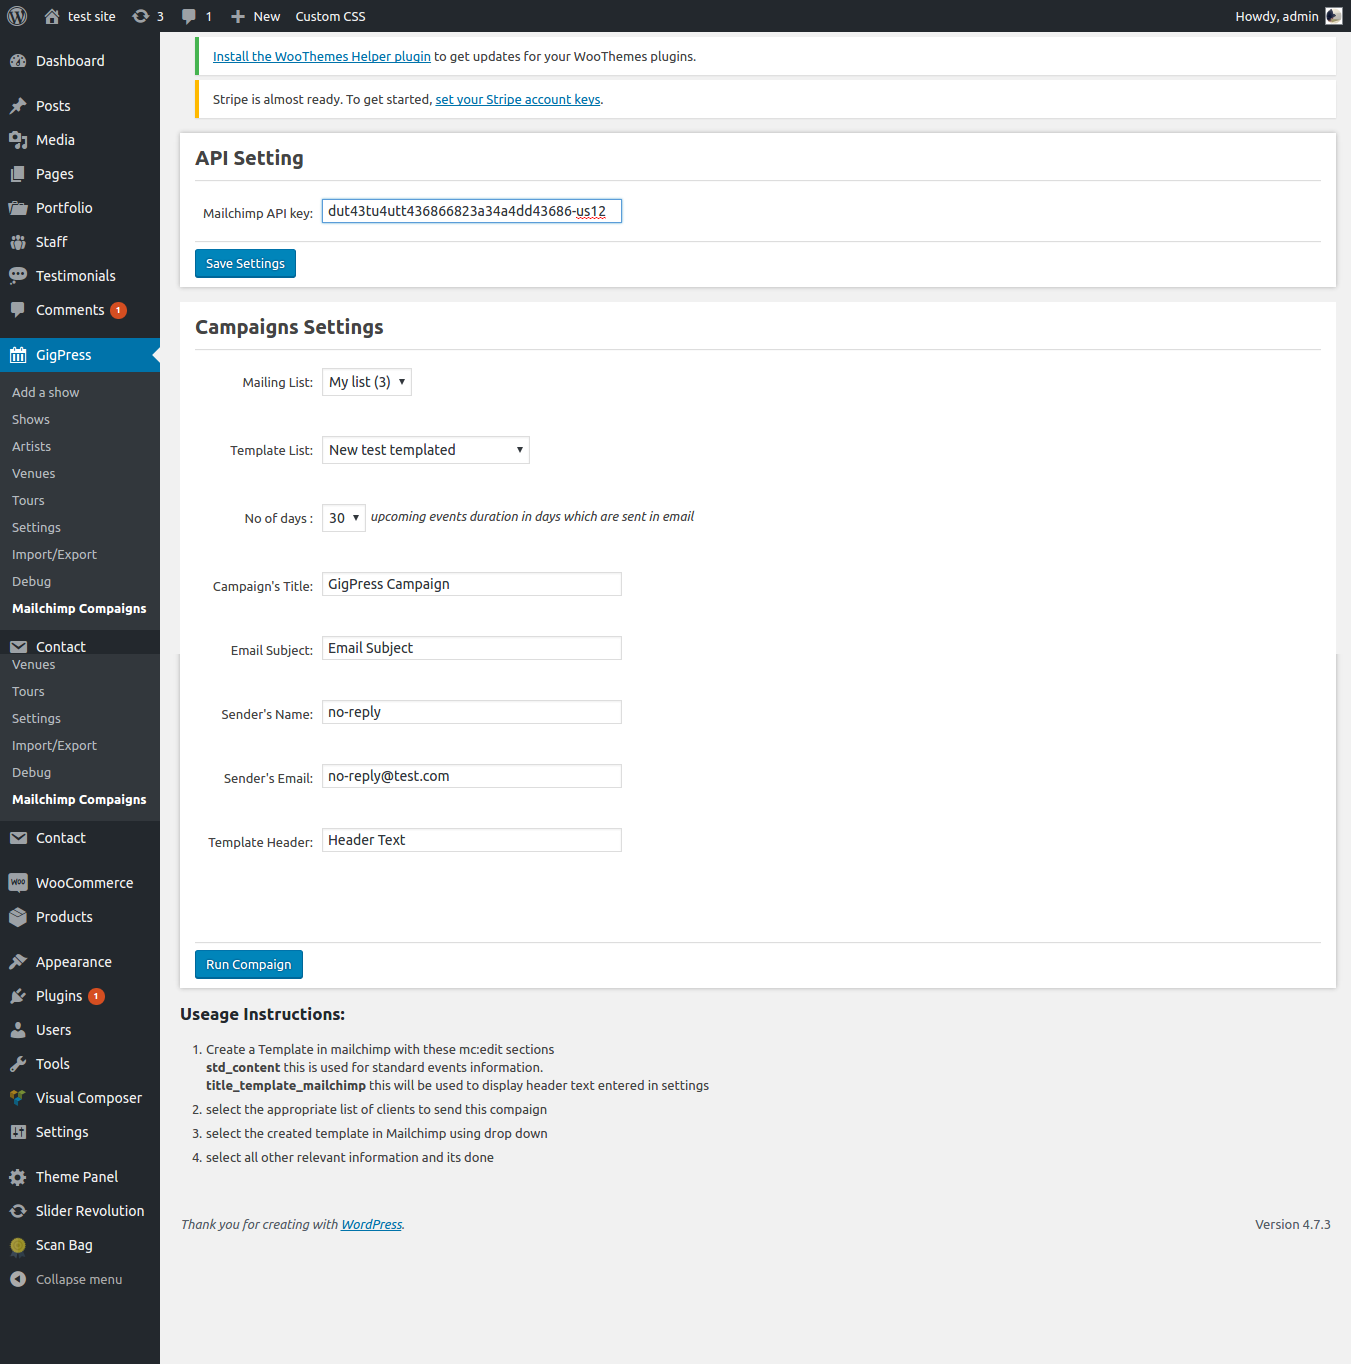 test site
3
1
New
Custom CSS
Howdy, admin
Dashboard
Posts
Media
Pages
Portfolio
Staff
Testimonials
Comments 1
GigPress
Add a show
Shows
Artists
Venues
Tours
Settings
Import/Export
Debug
Mailchimp Compaigns
Contact
Venues
Tours
Settings
Import/Export
Debug
Mailchimp Compaigns
Contact
WooCommerce
Products
Appearance
Plugins 1
Users
Tools
Visual Composer
Settings
Theme Panel
Slider Revolution
Scan Bag
Collapse menu
Install the WooThemes Helper plugin to get updates for your WooThemes plugins.
Stripe is almost ready. To get started, set your Stripe account keys.
API Setting
Mailchimp API key: dut43tu4utt436866823a34a4dd43686-us12
Save Settings
Campaigns Settings
Mailing List: My list (3)
Template List: New test templated
No of days : 30 upcoming events duration in days which are sent in email
Campaign's Title: GigPress Campaign
Email Subject: Email Subject
Sender's Name: no-reply
Sender's Email: no-reply@test.com
Template Header: Header Text
Run Compaign
Useage Instructions:
1. Create a Template in mailchimp with these mc:edit sections
std_content this is used for standard events information.
title_template_mailchimp this will be used to display header text entered in settings
2. select the appropriate list of clients to send this compaign
3. select the created template in Mailchimp using drop down
4. select all other relevant information and its done
Thank you for creating with WordPress.
Version 4.7.3